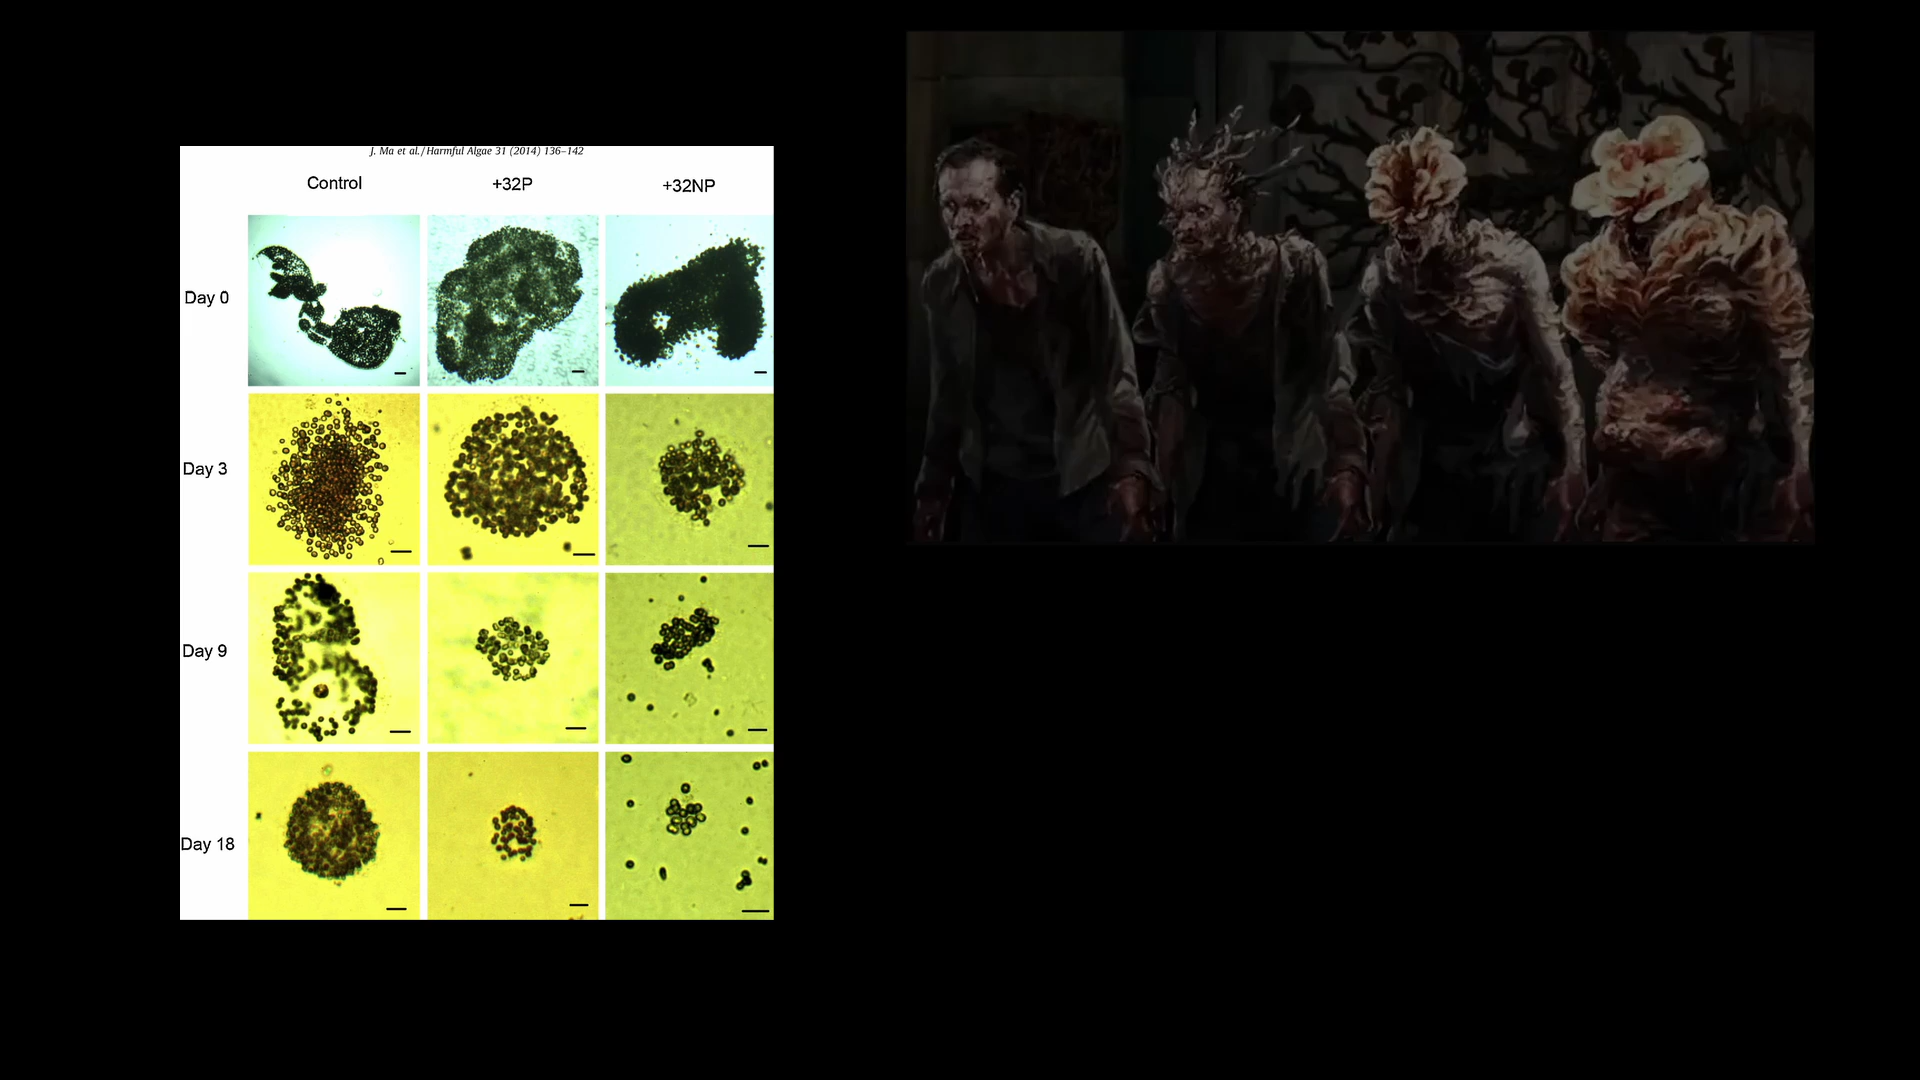 J. Ma et al. / Harmful Algae 31 (2014) 136–142
Control +32P +32NP
Day 0
Day 3
Day 9
Day 18